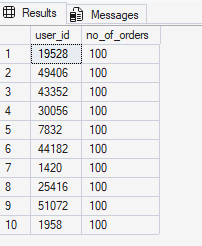 Results Messages
user_id no_of_orders
1 19528 100
2 49406 100
3 43352 100
4 30056 100
5 7832 100
6 44182 100
7 1420 100
8 25416 100
9 51072 100
10 1958 100